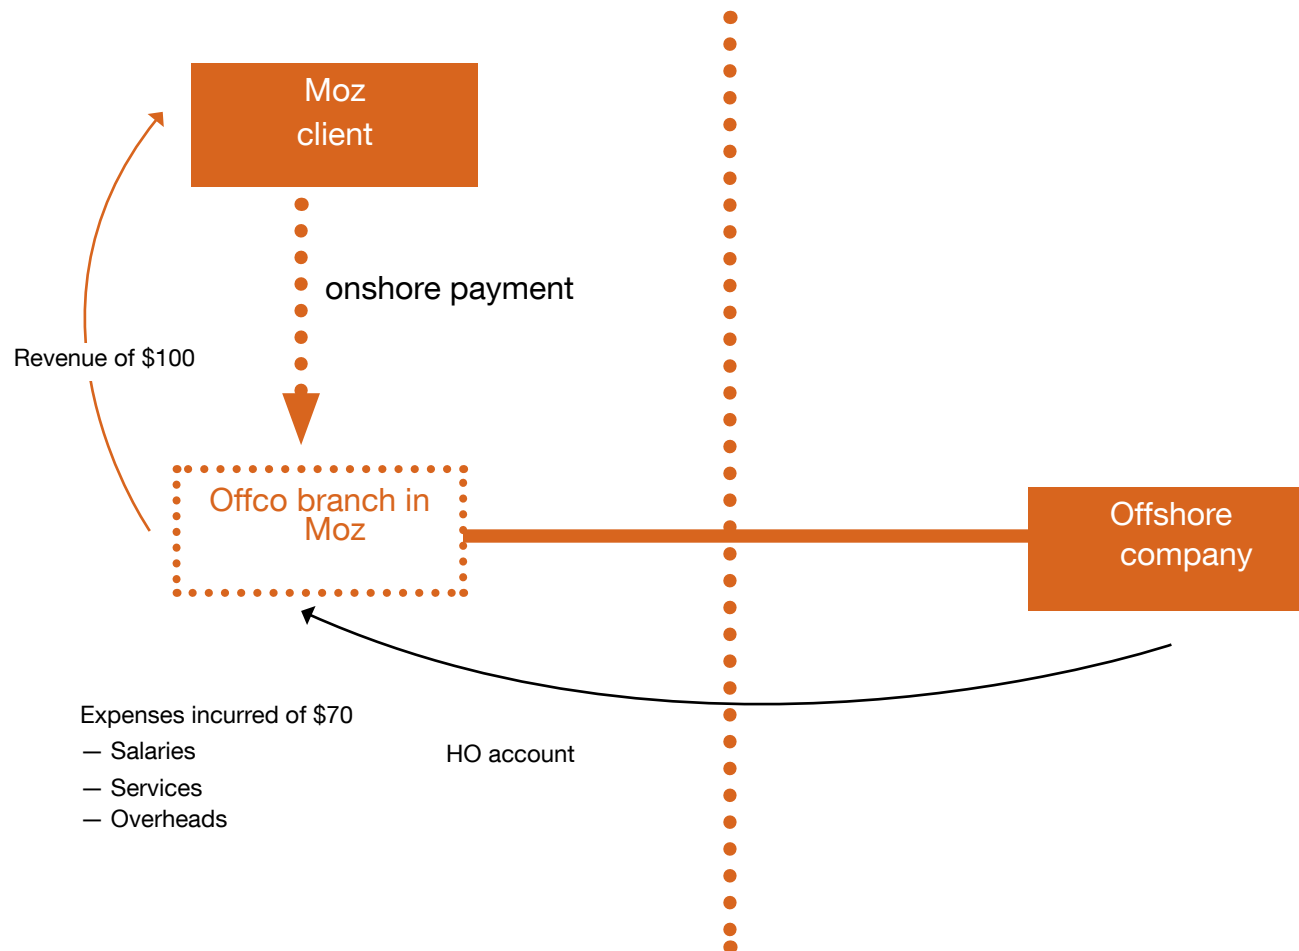 Moz
client
onshore payment
Revenue of $100
Offco branch in
Moz
Offshore
company
Expenses incurred of $70
— Salaries
— Services
— Overheads
HO account